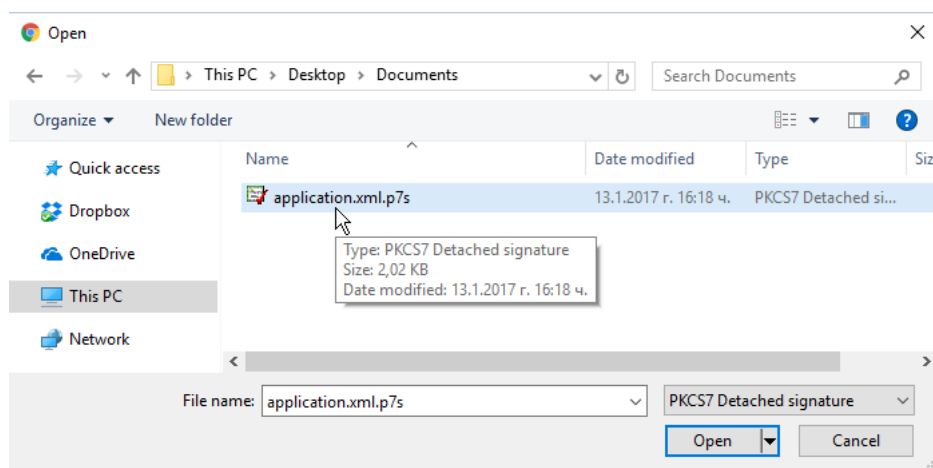 Open
This PC > Desktop > Documents
Search Documents
Organize
New folder
Name
Date modified
Type
Siz
Quick access
application.xml.p7s
13.1.2017 г. 16:18 ч.
PKCS7 Detached si...
Dropbox
OneDrive
This PC
Network
Type: PKCS7 Detached signature
Size: 2,02 KB
Date modified: 13.1.2017 г. 16:18 ч.
File name:
application.xml.p7s
PKCS7 Detached signature
Open
Cancel